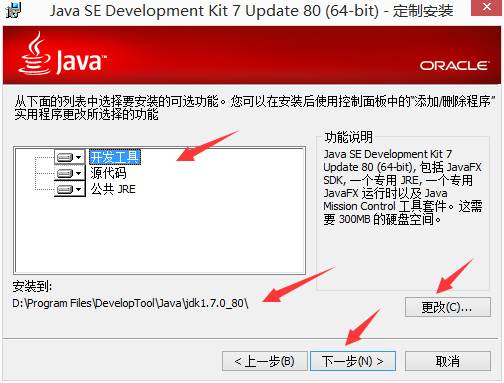 Java SE Development Kit 7 Update 80 (64-bit) - 定制安装
Java™
ORACLE
从下面的列表中选择要安装的可选功能。您可以在安装后使用控制面板中的“添加/删除程序”
实用程序更改所选择的功能
开发工具
源代码
公共 JRE
功能说明
Java SE Development Kit 7
Update 80 (64-bit), 包括 JavaFX
SDK, 一个专用 JRE, 一个专用
JavaFX 运行时以及 Java
Mission Control 工具套件。这需
要 300MB 的硬盘空间。
安装到:
D:\Program Files\DevelopTool\Java\jdk1.7.0_80\
更改(C)...
< 上一步(B)
下一步(N) >
取消